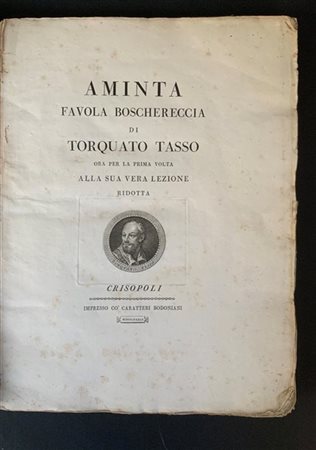 AMINTA
FAVOLA BOSCHERECCIA
DI
TORQUATO TASSO
ORA PER LA PRIMA VOLTA
ALLA SUA VERA LEZIONE
RIDOTTA
CRISOPOLI
IMPRESSO CO' CARATTERI BODONIANI